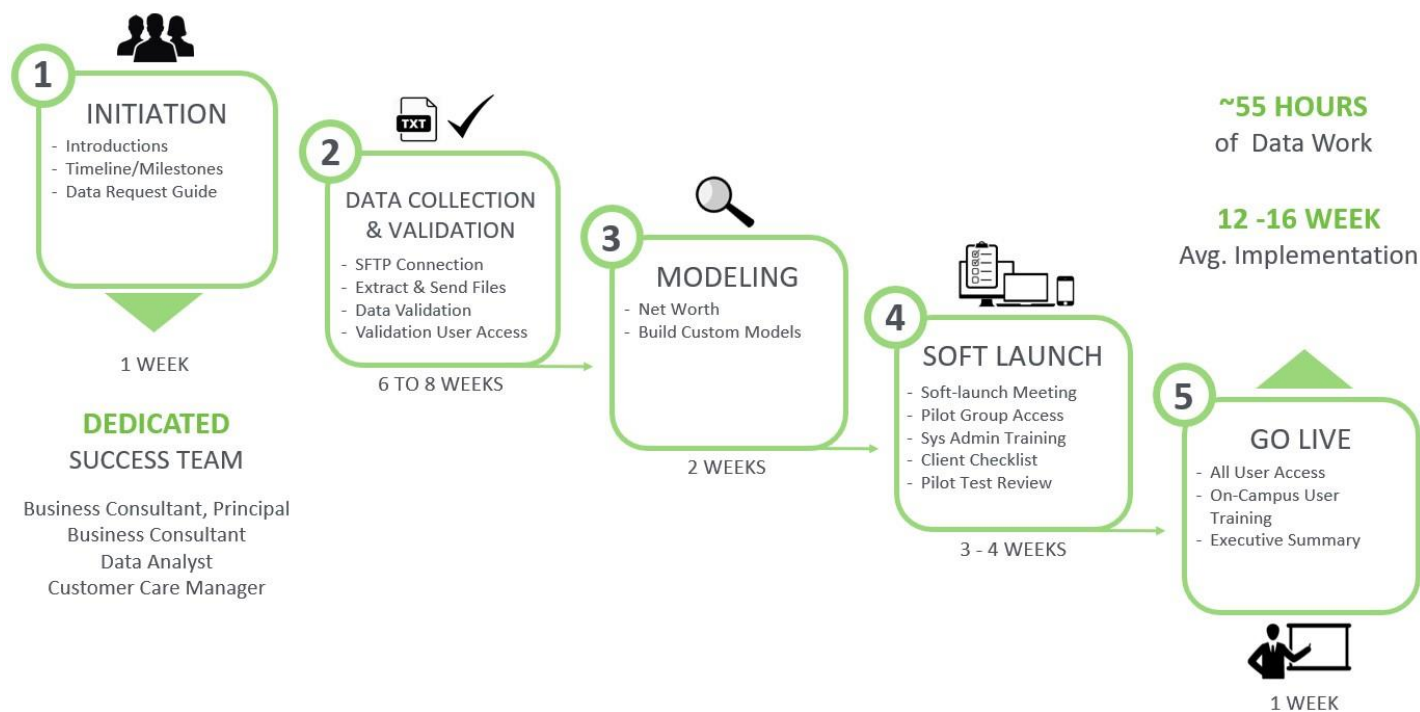 1
INITIATION
- Introductions
- Timeline/Milestones
- Data Request Guide
1 WEEK
DEDICATED
SUCCESS TEAM
Business Consultant, Principal
Business Consultant
Data Analyst
Customer Care Manager
TXT
2
DATA COLLECTION
& VALIDATION
- SFTP Connection
- Extract & Send Files
- Data Validation
- Validation User Access
6 TO 8 WEEKS
3
MODELING
- Net Worth
- Build Custom Models
2 WEEKS
4
SOFT LAUNCH
- Soft-launch Meeting
- Pilot Group Access
- Sys Admin Training
- Client Checklist
- Pilot Test Review
3 - 4 WEEKS
~55 HOURS
of Data Work
12 -16 WEEK
Avg. Implementation
5
GO LIVE
- All User Access
- On-Campus User
Training
- Executive Summary
1 WEEK